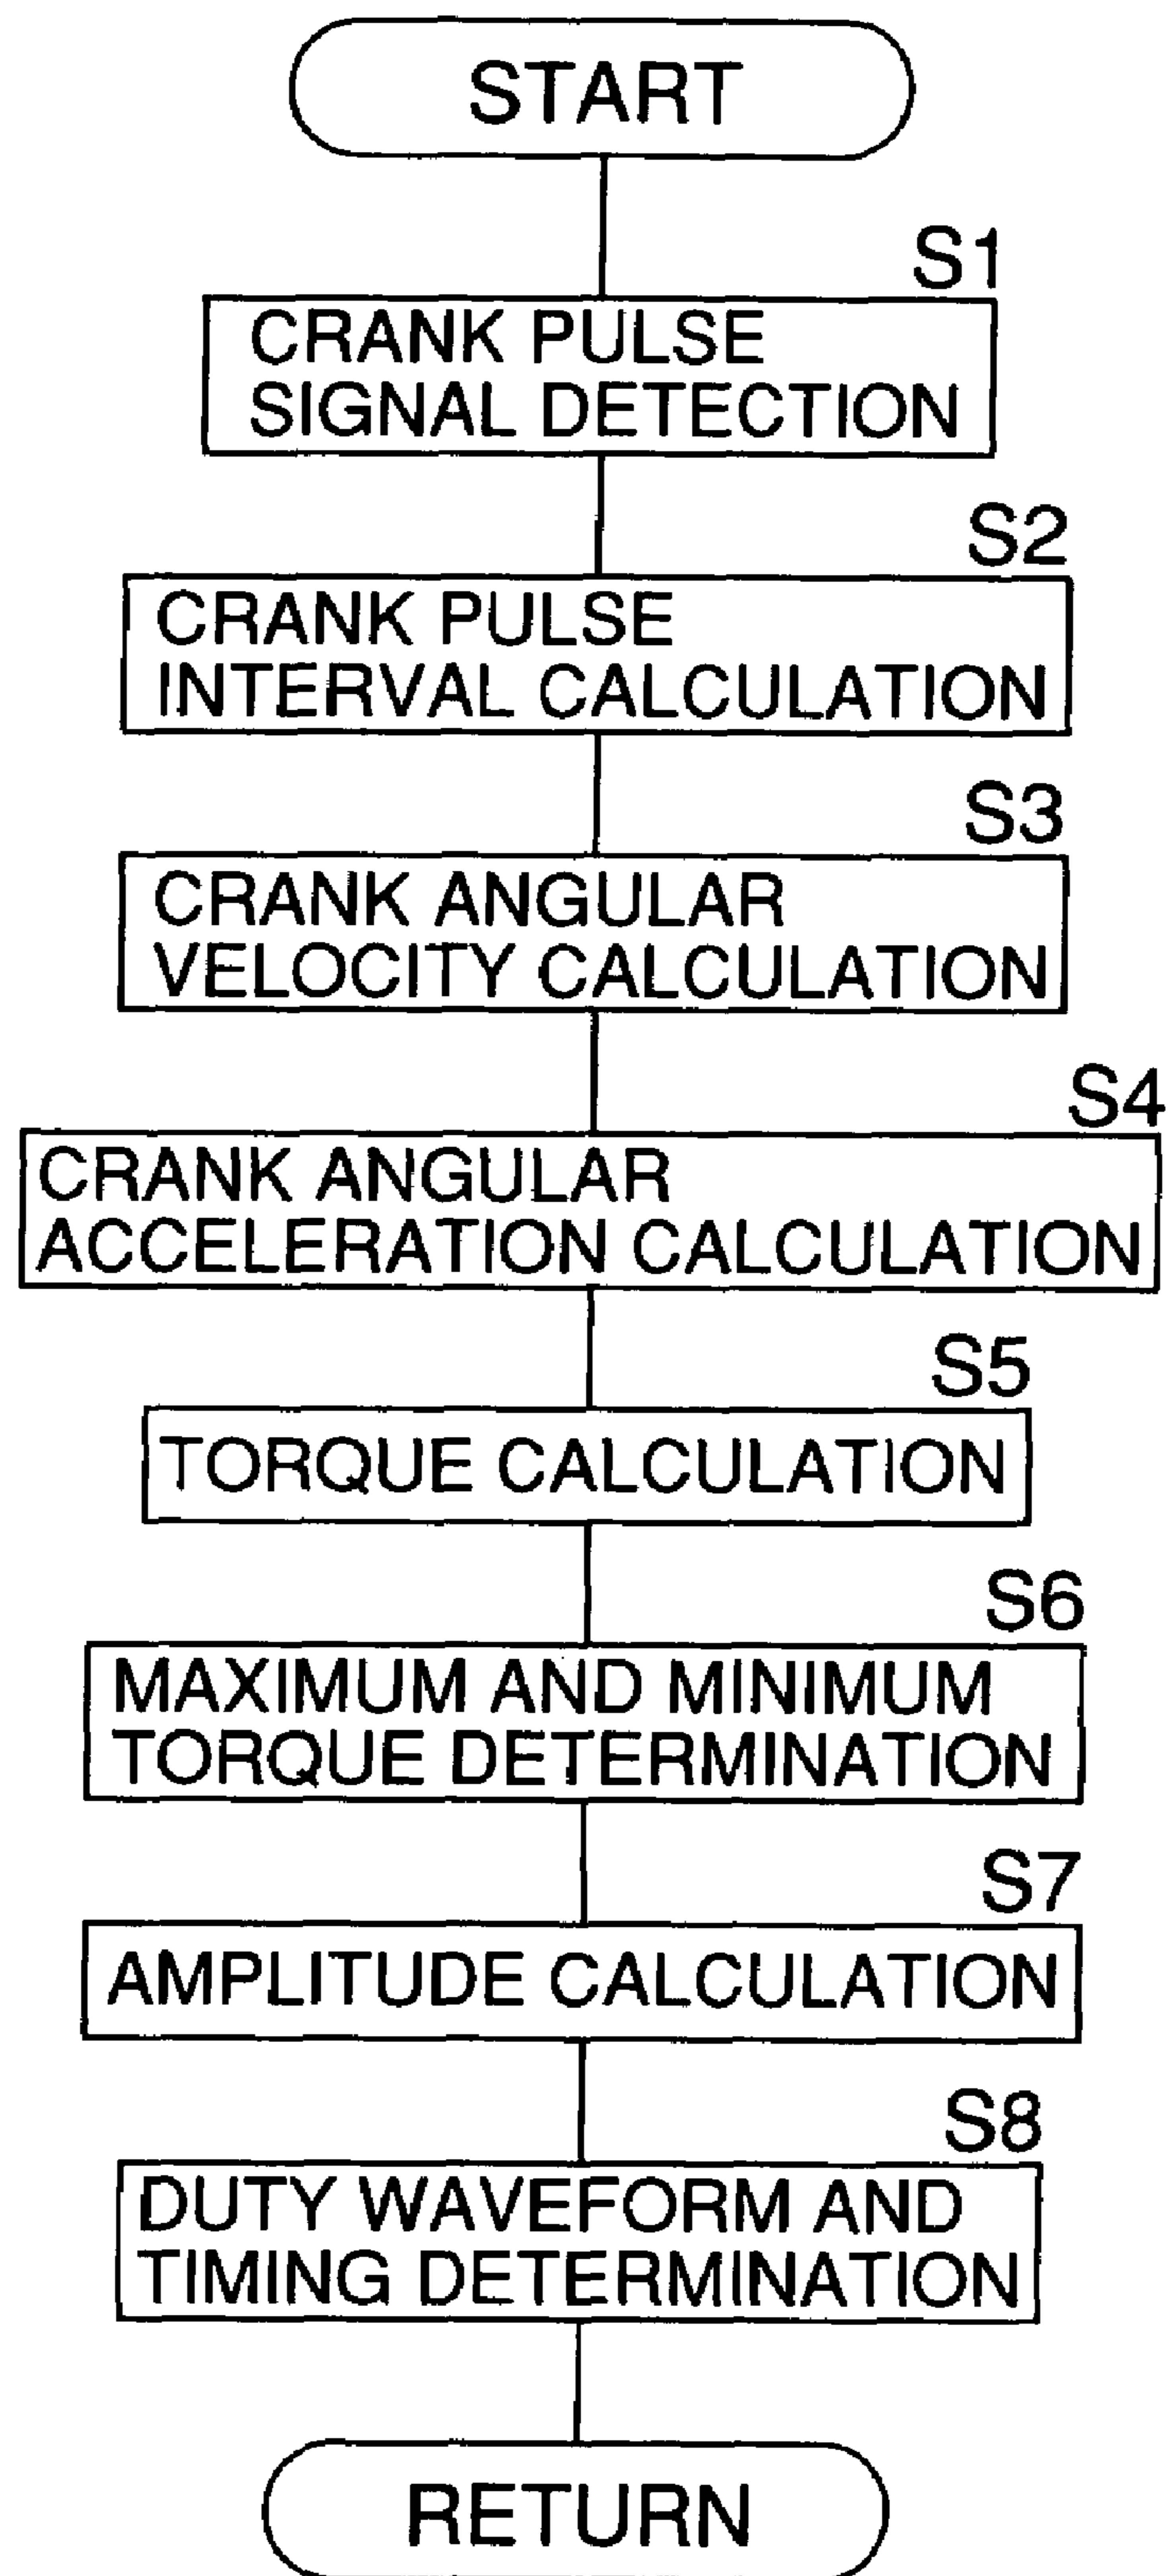 START
S1
CRANK PULSE
SIGNAL DETECTION
S2
CRANK PULSE
INTERVAL CALCULATION
S3
CRANK ANGULAR
VELOCITY CALCULATION
S4
CRANK ANGULAR
ACCELERATION CALCULATION
S5
TORQUE CALCULATION
S6
MAXIMUM AND MINIMUM
TORQUE DETERMINATION
S7
AMPLITUDE CALCULATION
S8
DUTY WAVEFORM AND
TIMING DETERMINATION
RETURN